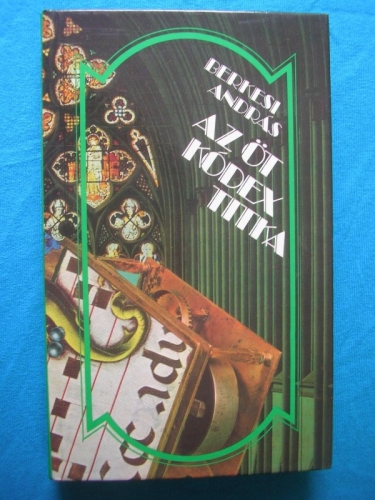 BERKESI
ANDRÁS
AZ ÖT
KÓDEX
TITKA